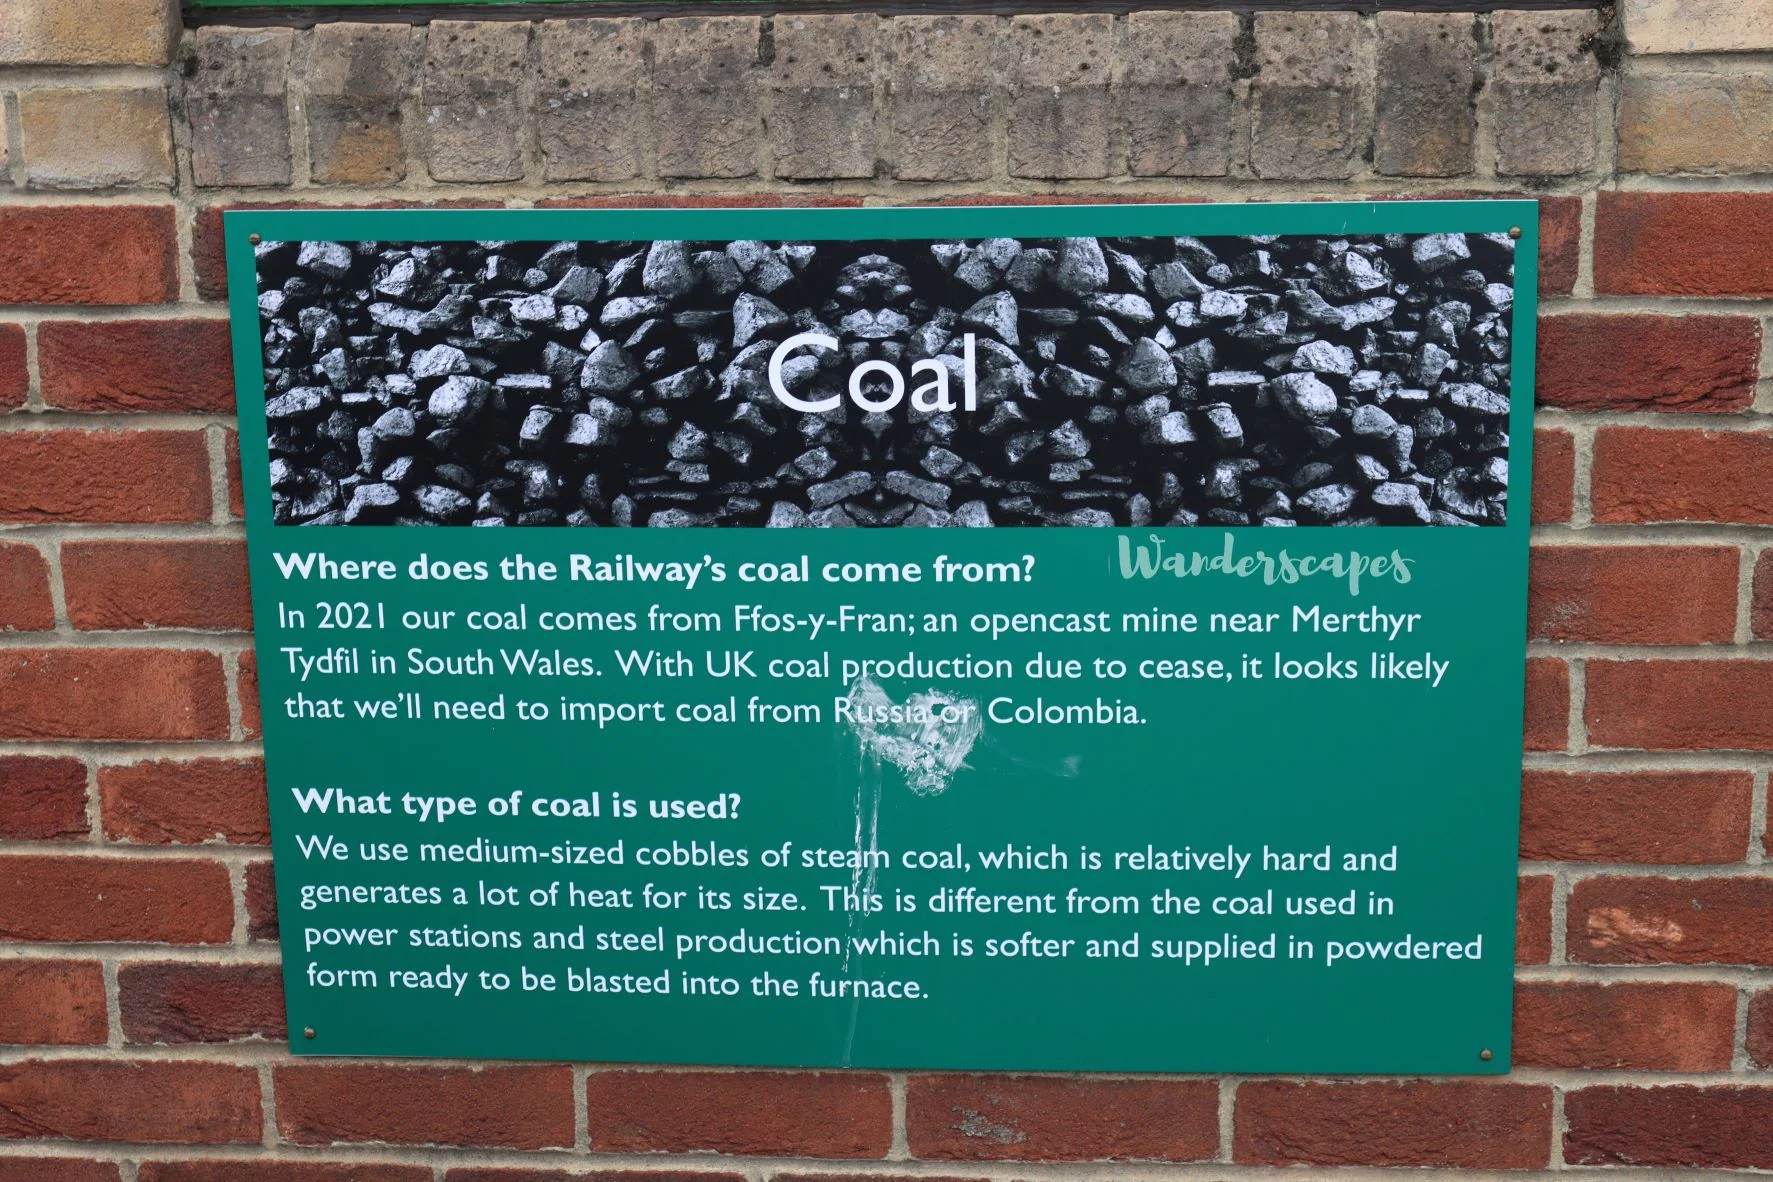 Coal
Where does the Railway's coal come from?
Wanderscapes
In 2021 our coal comes from Ffos-y-Fran; an opencast mine near Merthyr
Tydfil in South Wales. With UK coal production due to cease, it looks likely
that we'll need to import coal from Russia or Colombia.
What type of coal is used?
We use medium-sized cobbles of steam coal, which is relatively hard and
generates a lot of heat for its size. This is different from the coal used in
power stations and steel production which is softer and supplied in powdered
form ready to be blasted into the furnace.